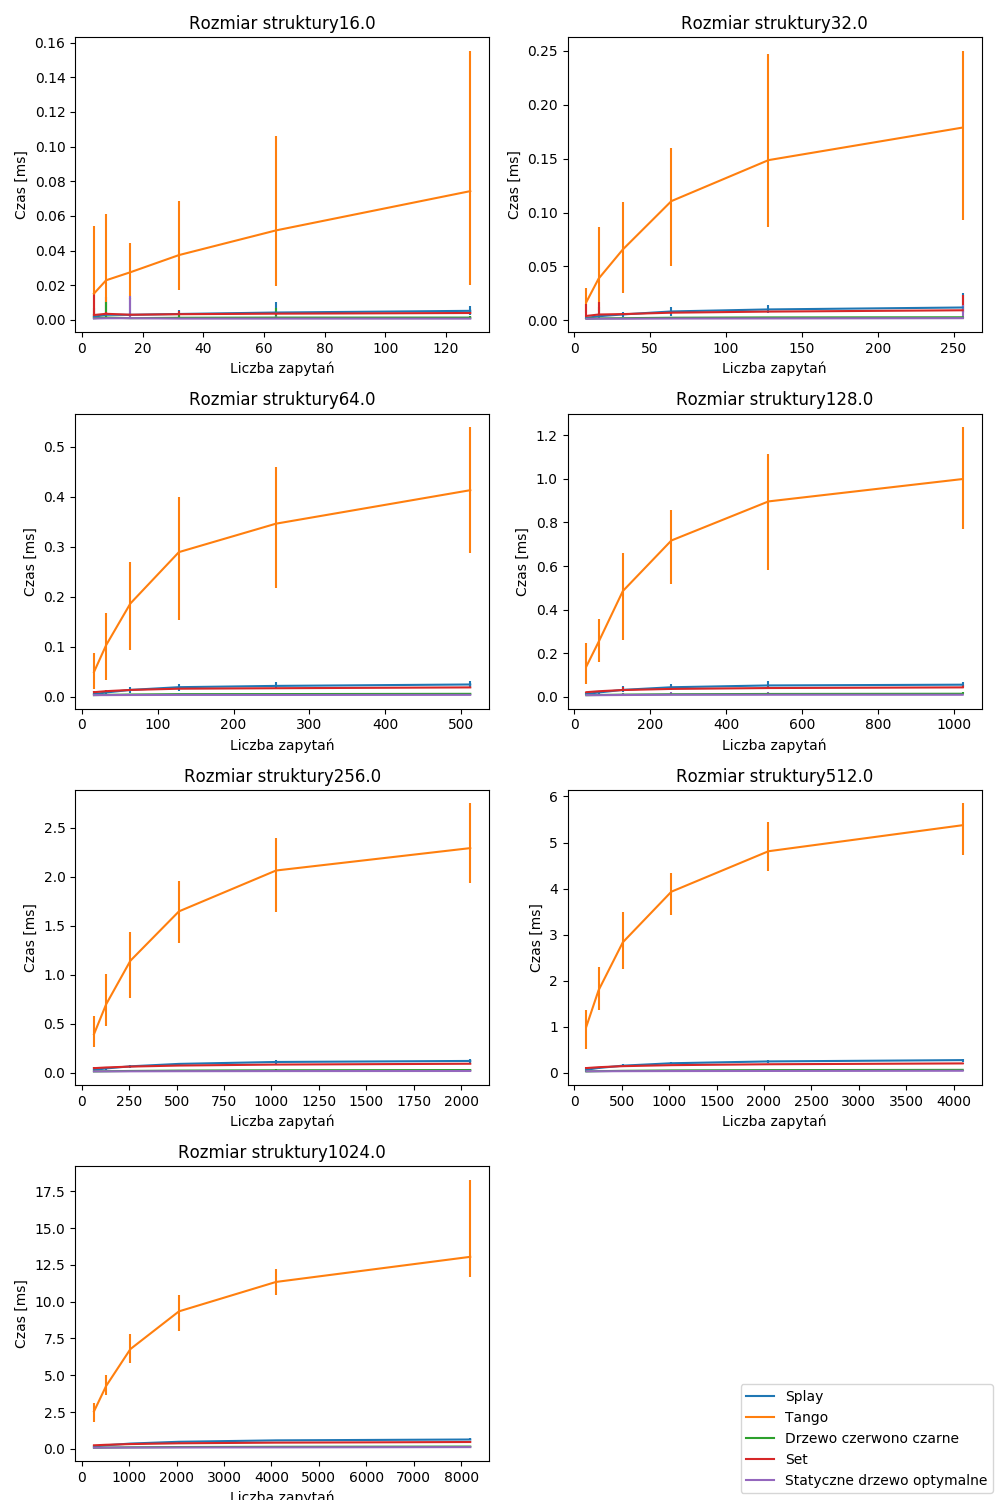 Rozmiar struktury16.0
Czas [ms]
0.16
0.14
0.12
0.10
0.08
0.06
0.04
0.02
0.00
0 20 40 60 80 100 120
Liczba zapytań
Rozmiar struktury32.0
Czas [ms]
0.25
0.20
0.15
0.10
0.05
0.00
0 50 100 150 200 250
Liczba zapytań
Rozmiar struktury64.0
Czas [ms]
0.5
0.4
0.3
0.2
0.1
0.0
0 100 200 300 400 500
Liczba zapytań
Rozmiar struktury128.0
Czas [ms]
1.2
1.0
0.8
0.6
0.4
0.2
0.0
0 200 400 600 800 1000
Liczba zapytań
Rozmiar struktury256.0
Czas [ms]
2.5
2.0
1.5
1.0
0.5
0.0
0 250 500 750 1000 1250 1500 1750 2000
Liczba zapytań
Rozmiar struktury512.0
Czas [ms]
6
5
4
3
2
1
0
0 500 1000 1500 2000 2500 3000 3500 4000
Liczba zapytań
Rozmiar struktury1024.0
Czas [ms]
17.5
15.0
12.5
10.0
7.5
5.0
2.5
0.0
0 1000 2000 3000 4000 5000 6000 7000 8000
Liczba zapytań
Splay
Tango
Drzewo czerwono czarne
Set
Statyczne drzewo optymalne